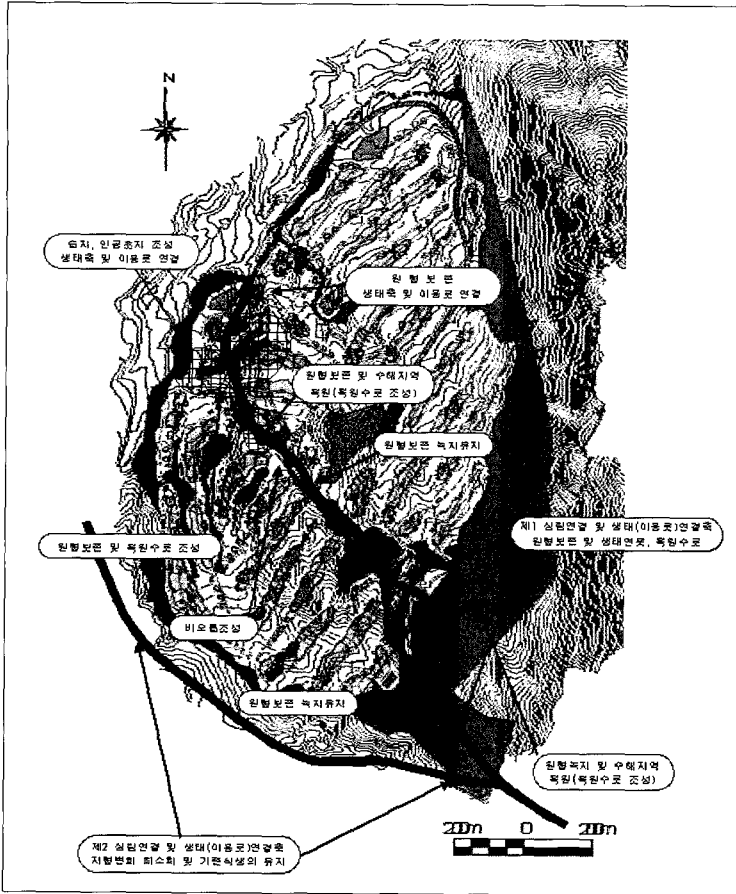 N
습지, 인공초지 조성
생태축 및 이용로 연결
원 형 보 존
생태축 및 이용로 연결
원형보존 및 수해지역
복원(복원수로 조성)
원형보존 녹지유지
제1 삼림연결 및 생태(이용로)연결축
원형보존 및 생태연못, 복원수로
원형보존 및 복원수로 조성
비오톱조성
원형보존 녹지유지
원형녹지 및 수해지역
복원(복원수로 조성)
제2 삼림연결 및 생태(이용로)연결축
지형변화 최소화 및 기존식생의 유지
200m 0 200m